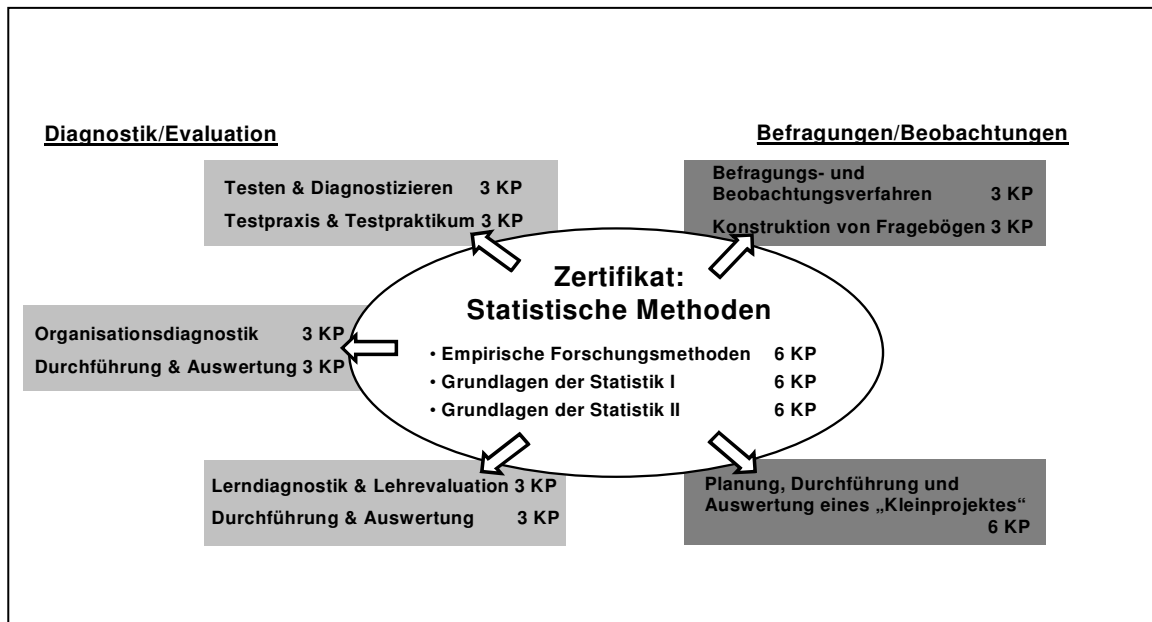 Diagnostik/Evaluation
Befragungen/Beobachtungen
Testen & Diagnostizieren 3 KP
Testpraxis & Testpraktikum 3 KP
Befragungs- und
Beobachtungsverfahren 3 KP
Konstruktion von Fragebögen 3 KP
Zertifikat:
Statistische Methoden
• Empirische Forschungsmethoden 6 KP
• Grundlagen der Statistik I 6 KP
• Grundlagen der Statistik II 6 KP
Organisationsdiagnostik 3 KP
Durchführung & Auswertung 3 KP
Lerndiagnostik & Lehrevaluation 3 KP
Durchführung & Auswertung 3 KP
Planung, Durchführung und
Auswertung eines „Kleinprojektes“
6 KP